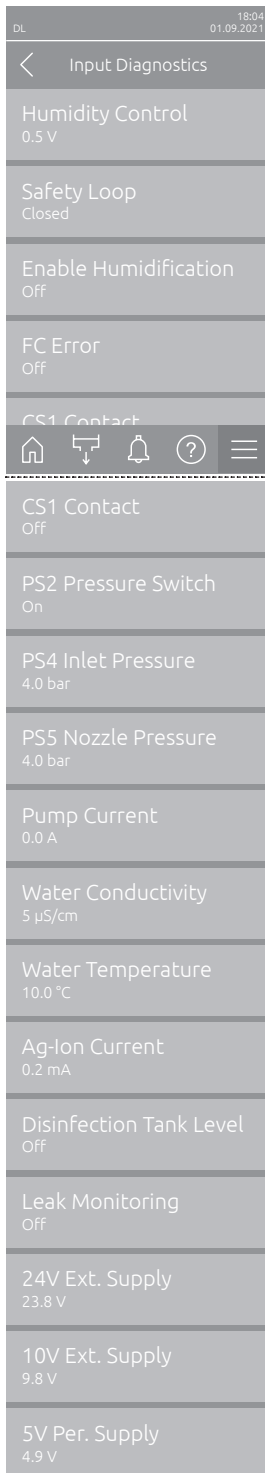 18:04
DL 01.09.2021
Input Diagnostics
Humidity Control
0.5 V
Safety Loop
Closed
Enable Humidification
Off
FC Error
Off
CS1 Contact
CS1 Contact
Off
PS2 Pressure Switch
On
PS4 Inlet Pressure
4.0 bar
PS5 Nozzle Pressure
4.0 bar
Pump Current
0.0 A
Water Conductivity
5 µS/cm
Water Temperature
10.0 °C
Ag-Ion Current
0.2 mA
Disinfection Tank Level
Off
Leak Monitoring
Off
24V Ext. Supply
23.8 V
10V Ext. Supply
9.8 V
5V Per. Supply
4.9 V